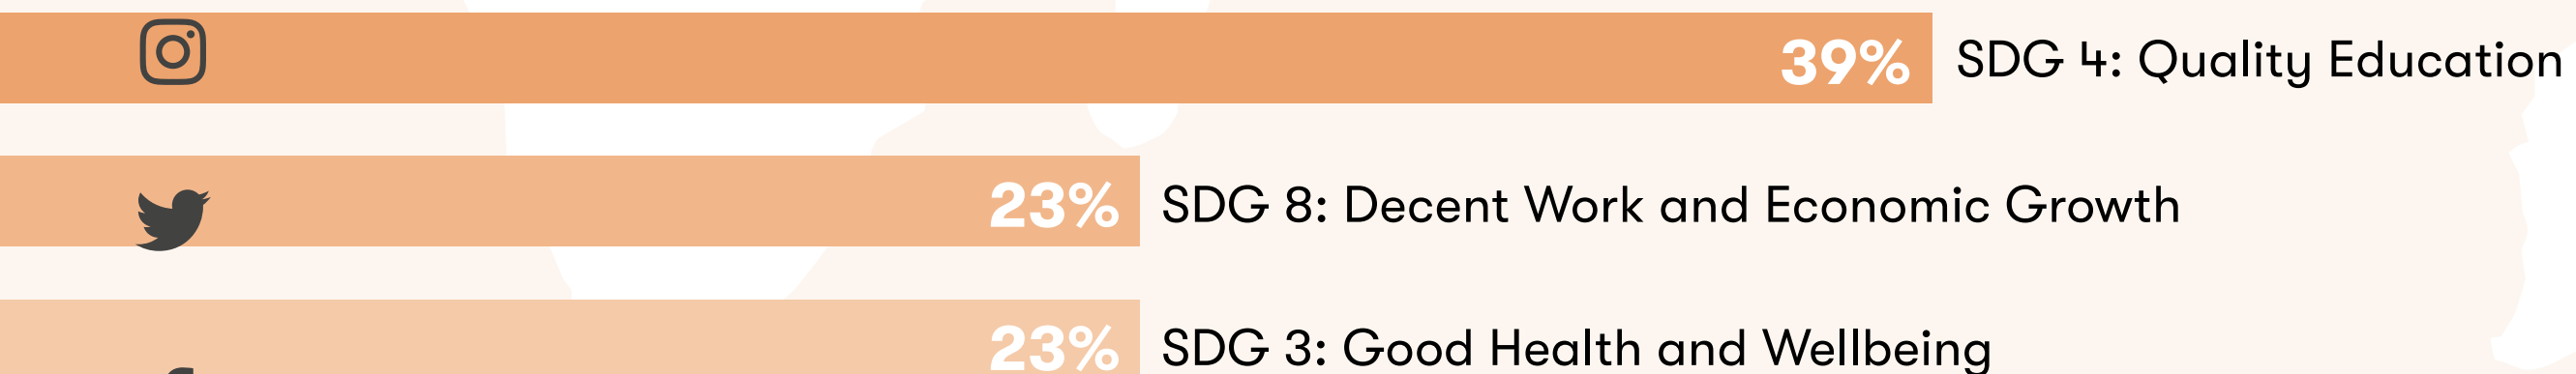 39% SDG 4: Quality Education
23% SDG 8: Decent Work and Economic Growth
23% SDG 3: Good Health and Wellbeing